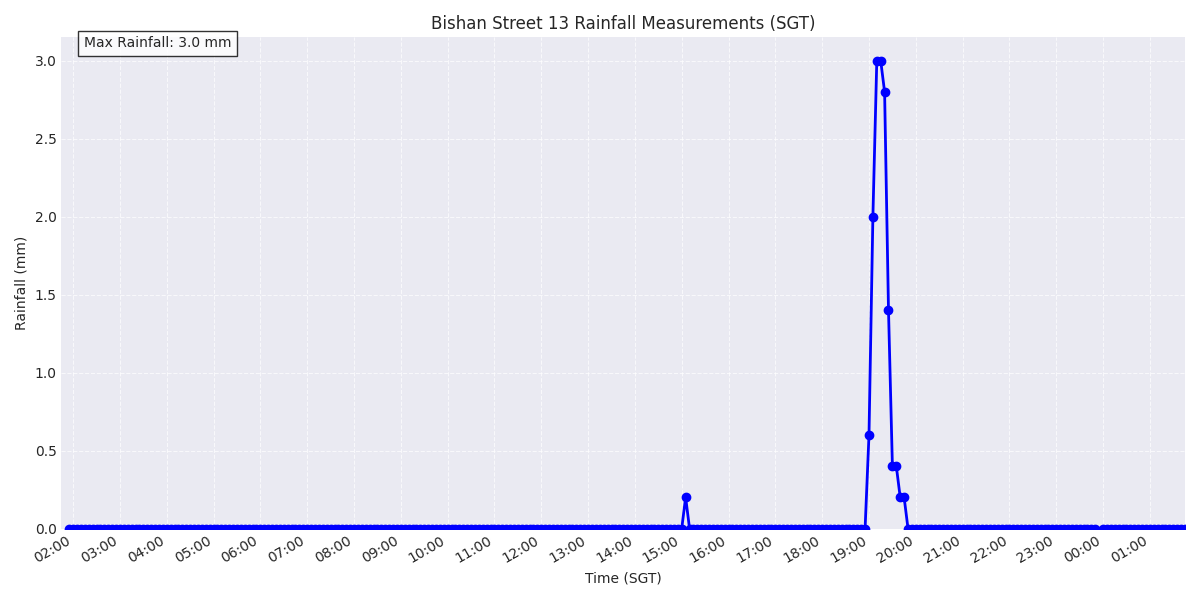 Bishan Street 13 Rainfall Measurements (SGT)
Max Rainfall: 3.0 mm
3.0
2.5
2.0
1.5
1.0
0.5
0.0
Rainfall (mm)
02:00 03:00 04:00 05:00 06:00 07:00 08:00 09:00 10:00 11:00 12:00 13:00 14:00 15:00 16:00 17:00 18:00 19:00 20:00 21:00 22:00 23:00 00:00 01:00
Time (SGT)